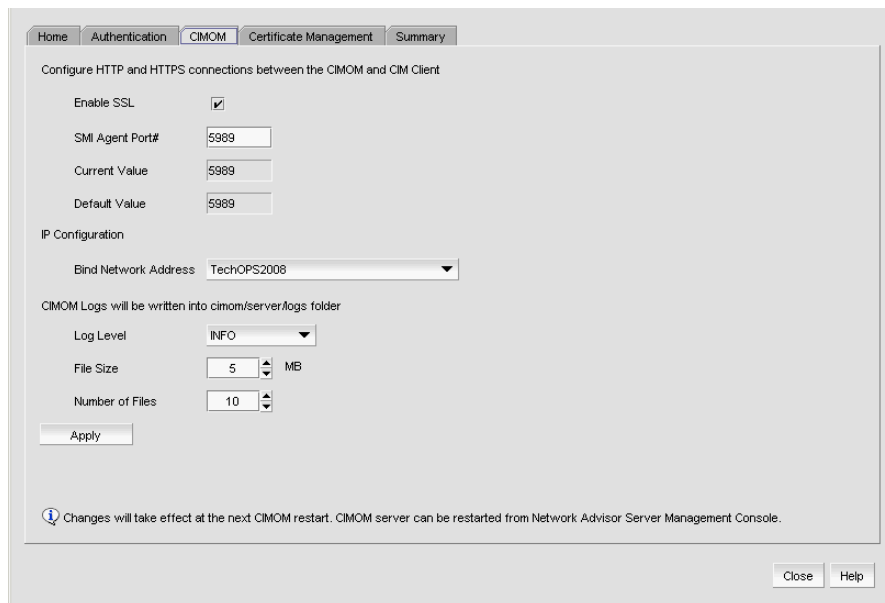 Home Authentication CIMOM Certificate Management Summary
Configure HTTP and HTTPS connections between the CIMOM and CIM Client
Enable SSL
SMI Agent Port# 5989
Current Value 5989
Default Value 5989
IP Configuration
Bind Network Address TechOPS2008
CIMOM Logs will be written into cimom/server/logs folder
Log Level INFO
File Size 5 MB
Number of Files 10
Apply
Changes will take effect at the next CIMOM restart. CIMOM server can be restarted from Network Advisor Server Management Console.
Close Help